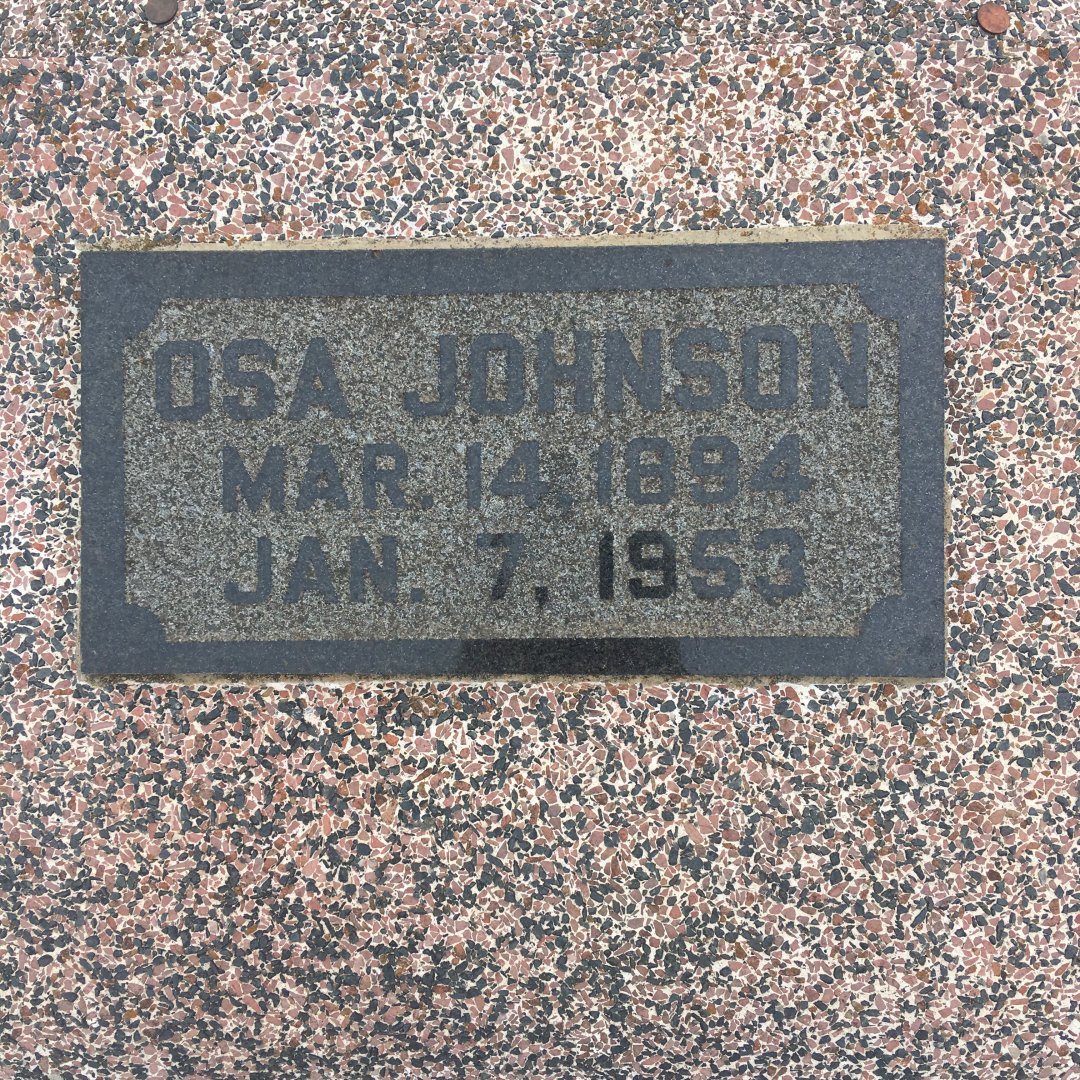 OSA JOHNSON
MAR. 14, 1894
JAN. 7, 1953